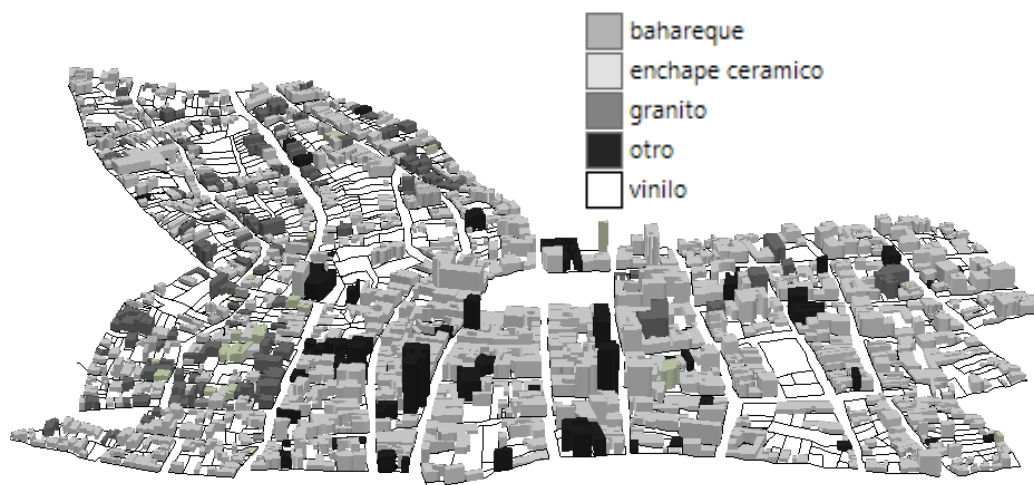 bahareque
enchape ceramico
granito
otro
vinilo